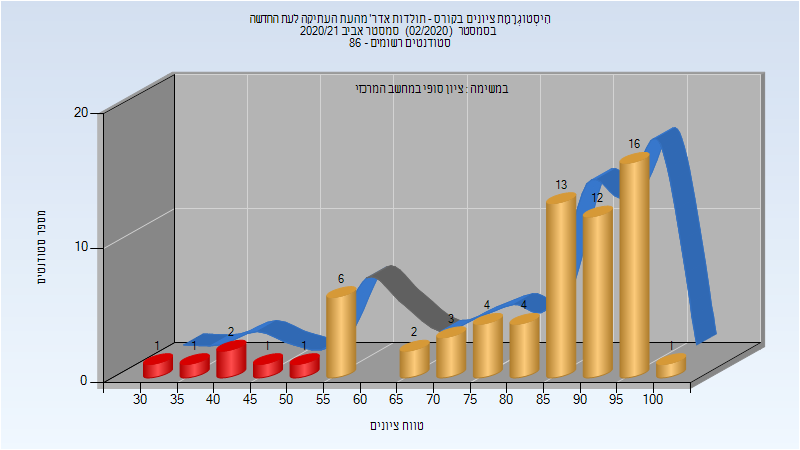 הִיסְטוֹגְרָמַת ציונים בקורס - תולדות אדר' מהעת העתיקה לעת החדשה
בסמסטר (02/2020) סמסטר אביב 2020/21
סטודנטים רשומים - 86
במשימה : ציון סופי במחשב המרכזי
מספר סטודנטים
20
10
0
1
1
2
1
1
6
2
3
4
4
13
12
16
1
30 35 40 45 50 55 60 65 70 75 80 85 90 95 100
טווח ציונים